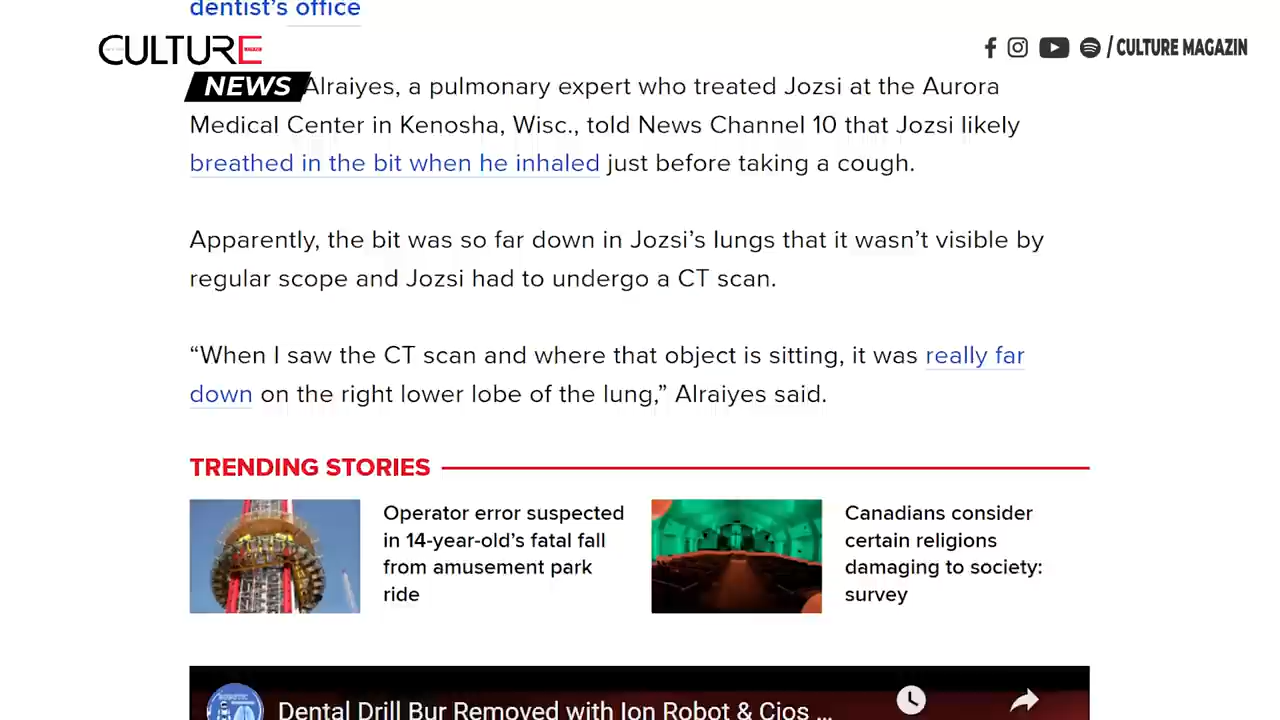 dentist's office
CULTURE
/ CULTURE MAGAZIN
NEWS
Alraiyes, a pulmonary expert who treated Jozsi at the Aurora
Medical Center in Kenosha, Wisc., told News Channel 10 that Jozsi likely
breathed in the bit when he inhaled just before taking a cough.
Apparently, the bit was so far down in Jozsi’s lungs that it wasn’t visible by
regular scope and Jozsi had to undergo a CT scan.
“When I saw the CT scan and where that object is sitting, it was really far
down on the right lower lobe of the lung,” Alraiyes said.
TRENDING STORIES
Operator error suspected
in 14-year-old’s fatal fall
from amusement park
ride
Canadians consider
certain religions
damaging to society:
survey
Dental Drill Bur Removed with Ion Robot & Cios ...